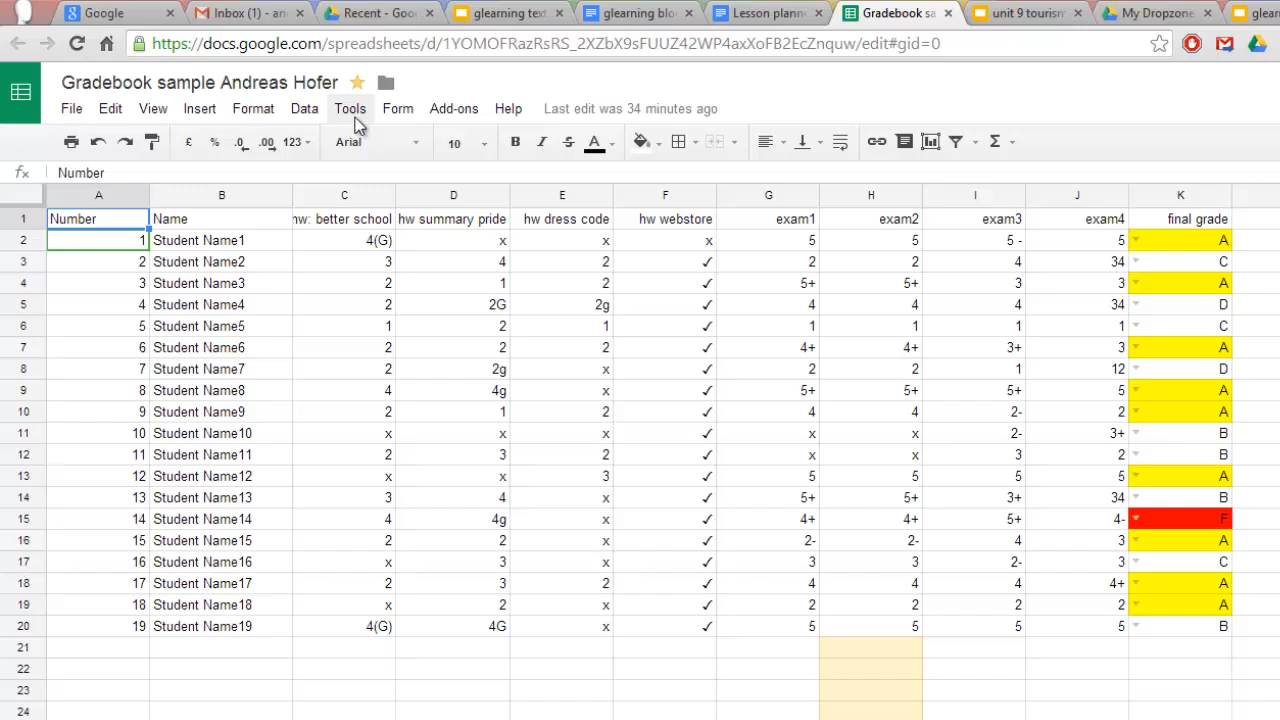 Google
Inbox (1) - an
Recent - Goo
glearning tex
glearning blo
Lesson plann
Gradebook sa
unit 9 tourism
My Dropzone
glear
https://docs.google.com/spreadsheets/d/1YOMOFRaRsRS_2XZbX9sFUUZ42WP4axXoFB2EcZnquw/edit#gid=0
Gradebook sample Andreas Hofer
File Edit View Insert Format Data Tools Form Add-ons Help Last edit was 34 minutes ago
£ % .0 .00 123 Arial 10 B I S A Σ
fx Number
A B C D E F G H I J K
1 Number Name hw: better school hw summary pride hw dress code hw webstore exam1 exam2 exam3 exam4 final grade
2 1 Student Name1 4(G) x x x 5 5 5 - 5 A
3 2 Student Name2 3 4 2 ✓ 2 2 4 34 C
4 3 Student Name3 2 1 2 ✓ 5+ 5+ 3 3 A
5 4 Student Name4 2 2G 2g ✓ 4 4 4 34 D
6 5 Student Name5 1 2 1 ✓ 1 1 1 1 C
7 6 Student Name6 2 2 2 ✓ 4+ 4+ 3+ 3 A
8 7 Student Name7 2 2g x ✓ 2 2 1 12 D
9 8 Student Name8 4 4g x ✓ 5+ 5+ 5+ 5 A
10 9 Student Name9 2 1 2 ✓ 4 4 2- 2 A
11 10 Student Name10 x x x ✓ x x 2- 3+ B
12 11 Student Name11 2 3 2 ✓ x x 3 2 B
13 12 Student Name12 x x 3 ✓ 5 5 5 5 A
14 13 Student Name13 3 4 x ✓ 5+ 5+ 3+ 34 B
15 14 Student Name14 4 4g x ✓ 4+ 4+ 5+ 4- F
16 15 Student Name15 2 2 x ✓ 2- 2- 4 3 A
17 16 Student Name16 x 3 x ✓ 3 3 2- 3 C
18 17 Student Name17 2 3 2 ✓ 4 4 4 4+ A
19 18 Student Name18 x 2 x ✓ 2 2 2 2 A
20 19 Student Name19 4(G) 4G x ✓ 5 5 5 5 B
21
22
23
24